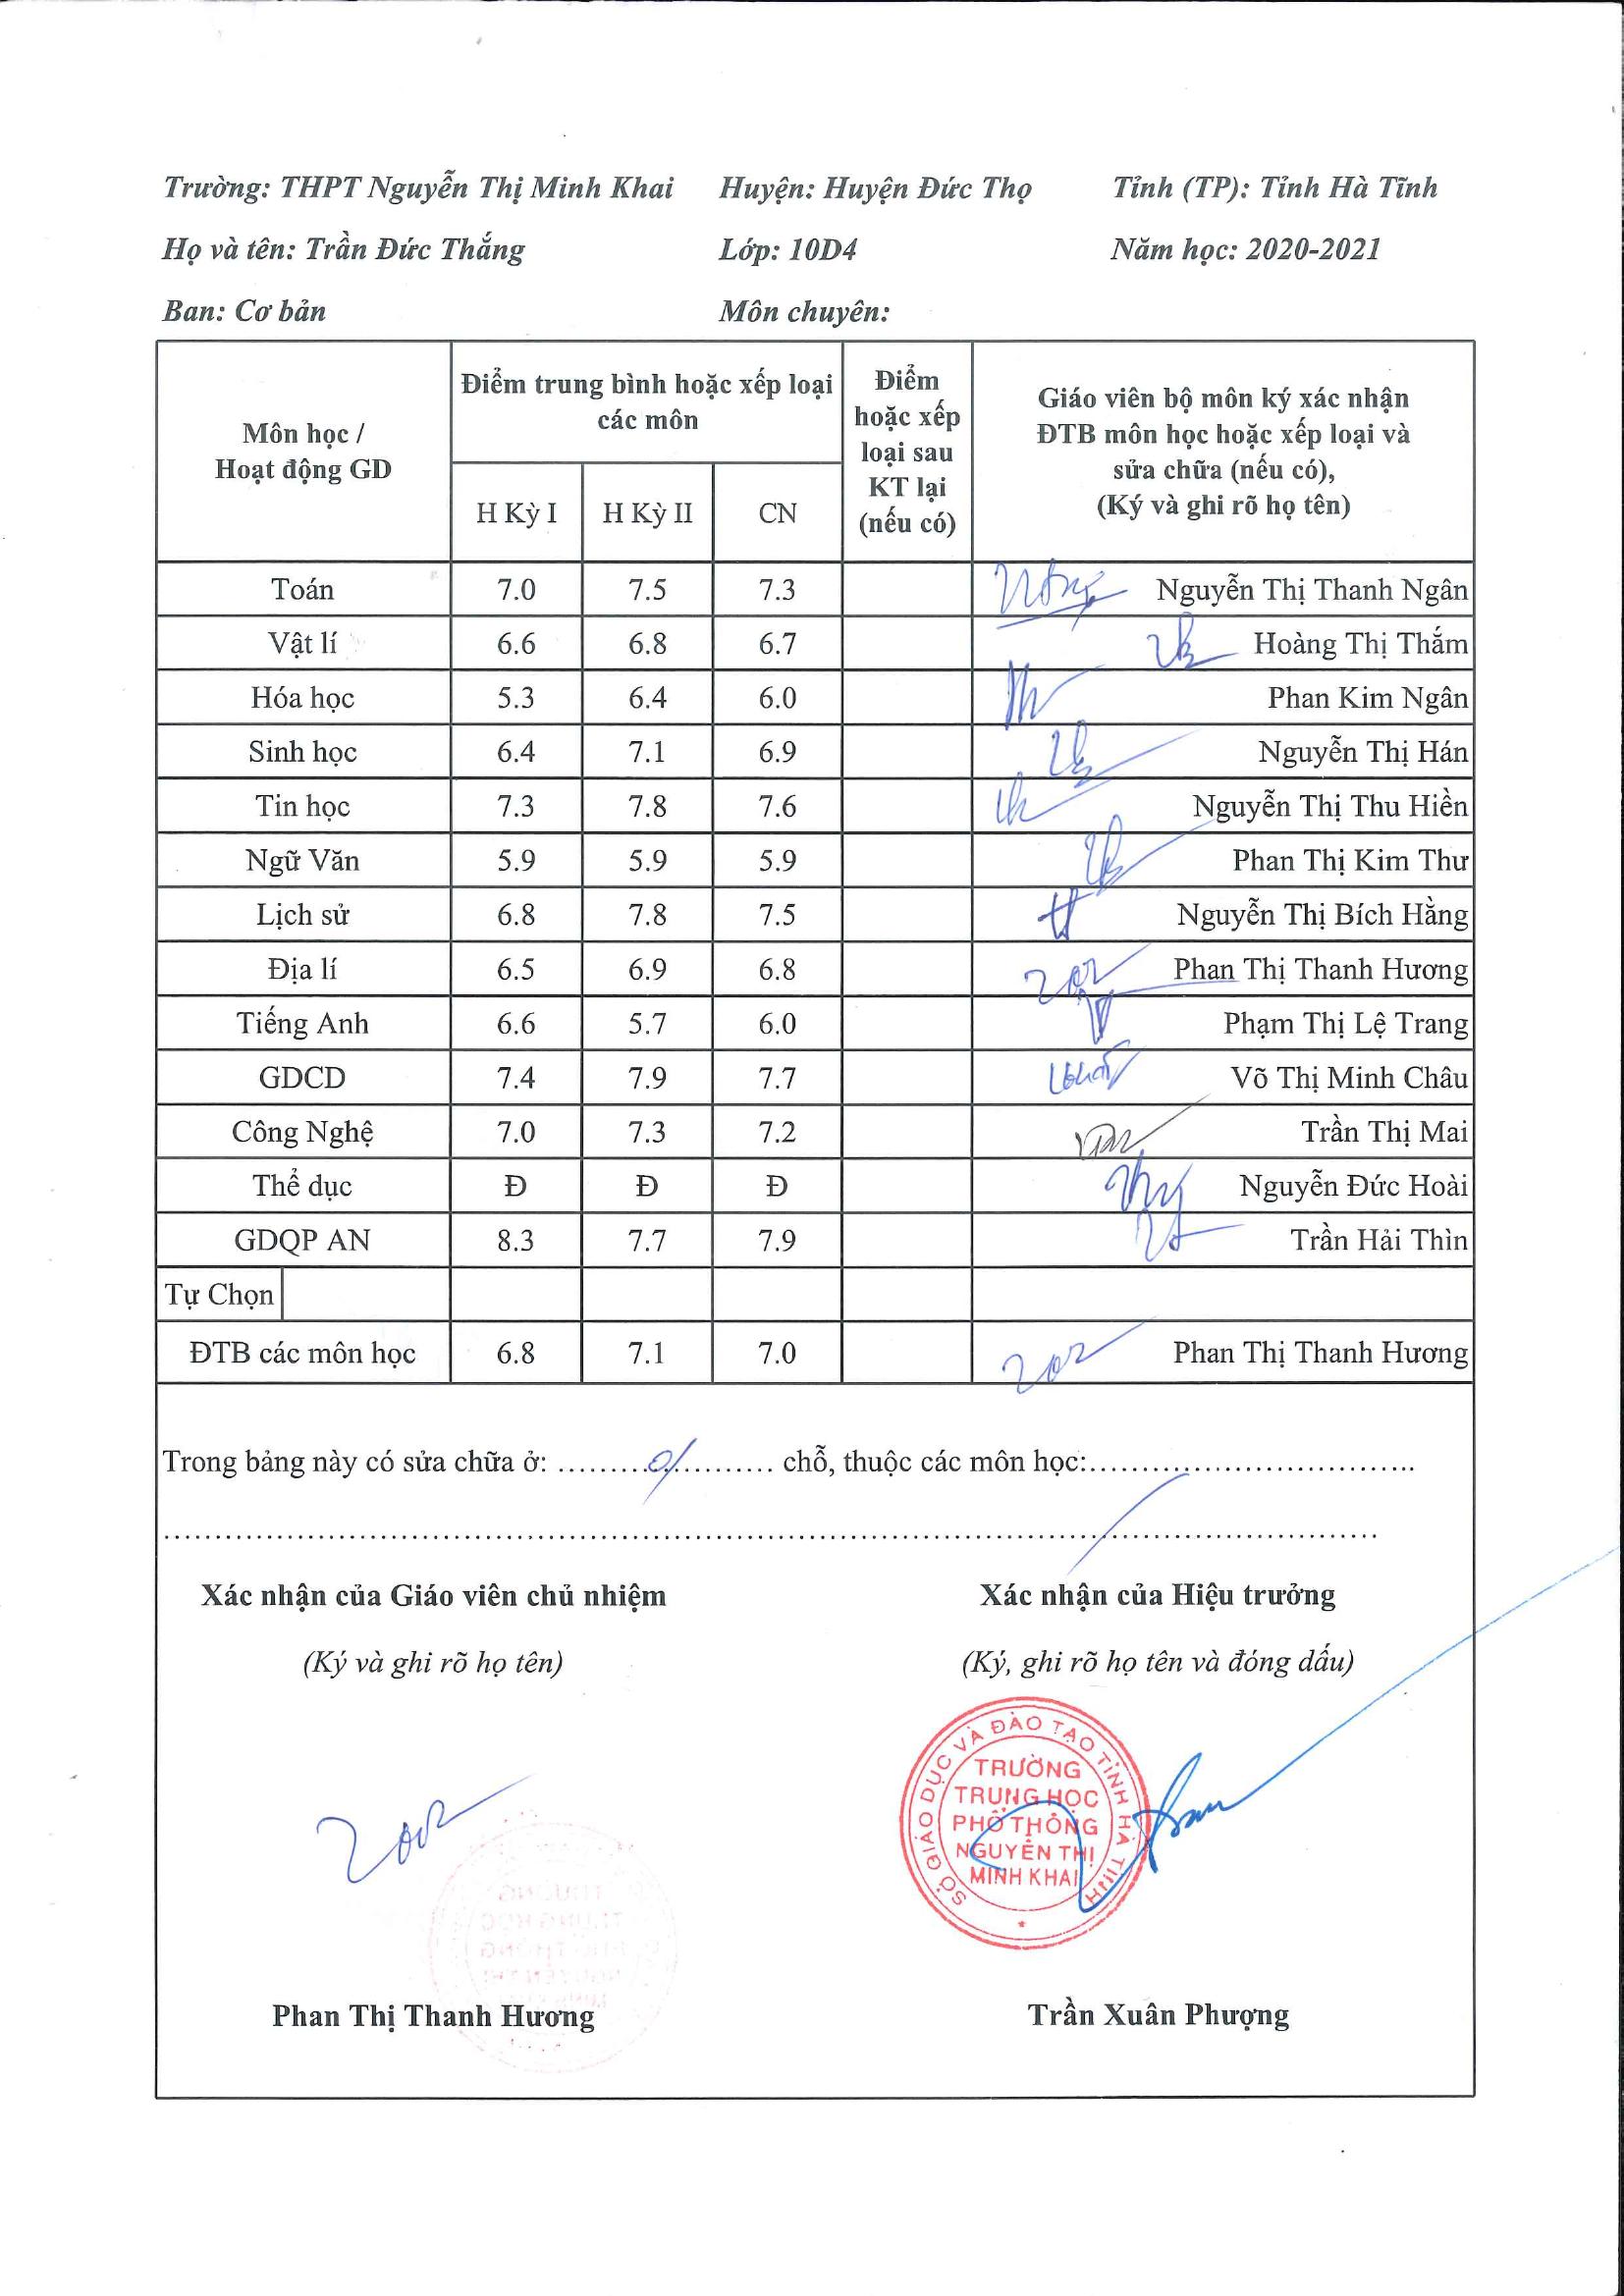 Trường: THPT Nguyễn Thị Minh Khai Huyện: Huyện Đức Thọ Tỉnh (TP): Tỉnh Hà Tĩnh
Họ và tên: Trần Đức Thắng Lớp: 10D4 Năm học: 2020-2021
Ban: Cơ bản Môn chuyên:
Môn học /
Hoạt động GD
Điểm trung bình hoặc xếp loại
các môn
H Kỳ I H Kỳ II CN
Điểm
hoặc xếp
loại sau
KT lại
(nếu có)
Giáo viên bộ môn ký xác nhận
ĐTB môn học hoặc xếp loại và
sửa chữa (nếu có),
(Ký và ghi rõ họ tên)
Toán 7.0 7.5 7.3 Nguyễn Thị Thanh Ngân
Vật lí 6.6 6.8 6.7 Hoàng Thị Thắm
Hóa học 5.3 6.4 6.0 Phan Kim Ngân
Sinh học 6.4 7.1 6.9 Nguyễn Thị Hán
Tin học 7.3 7.8 7.6 Nguyễn Thị Thu Hiền
Ngữ Văn 5.9 5.9 5.9 Phan Thị Kim Thư
Lịch sử 6.8 7.8 7.5 Nguyễn Thị Bích Hằng
Địa lí 6.5 6.9 6.8 Phan Thị Thanh Hương
Tiếng Anh 6.6 5.7 6.0 Phạm Thị Lệ Trang
GDCD 7.4 7.9 7.7 Võ Thị Minh Châu
Công Nghệ 7.0 7.3 7.2 Trần Thị Mai
Thể dục Đ Đ Đ Nguyễn Đức Hoài
GDQP AN 8.3 7.7 7.9 Trần Hải Thìn
Tự Chọn
ĐTB các môn học 6.8 7.1 7.0 Phan Thị Thanh Hương
Trong bảng này có sửa chữa ở: .........0.......... chỗ, thuộc các môn học:................................
Xác nhận của Giáo viên chủ nhiệm Xác nhận của Hiệu trưởng
(Ký và ghi rõ họ tên) (Ký, ghi rõ họ tên và đóng dấu)
SỞ GIÁO DỤC VÀ ĐÀO TẠO TỈNH HÀ TĨNH
TRƯỜNG
TRUNG HỌC
PHỔ THÔNG
NGUYỄN THỊ
MINH KHAI
Phan Thị Thanh Hương Trần Xuân Phượng